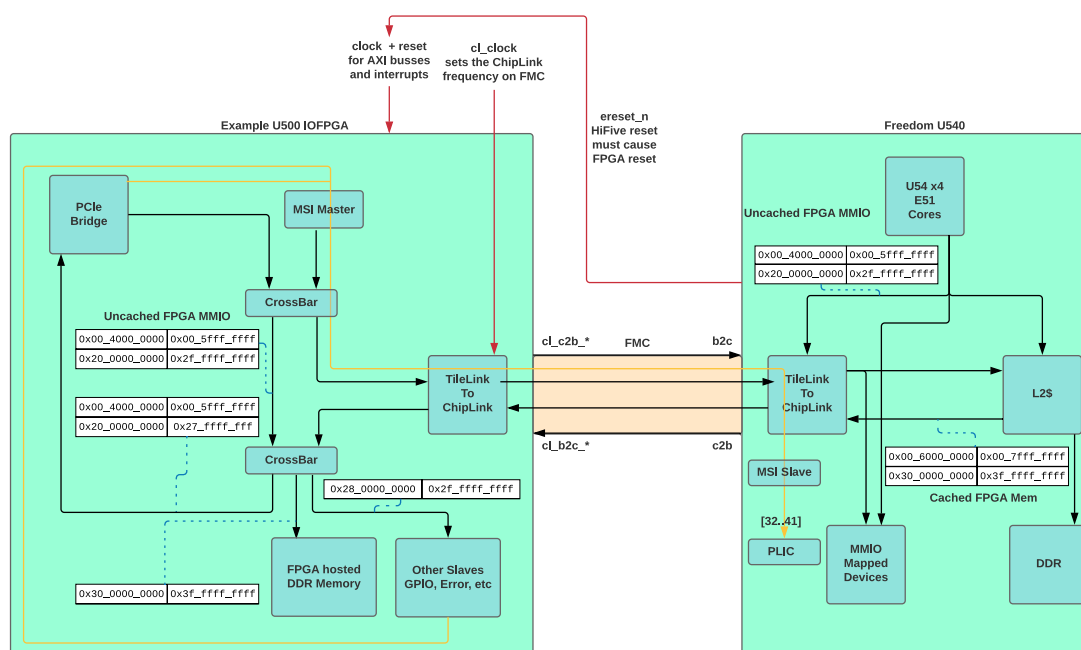 clock + reset
for AXI busses
and interrupts
cl_clock
sets the ChipLink
frequency on FMC
ereset_n
HiFive reset
must cause
FPGA reset
Example U500 IOFPGA
PCIe
Bridge
MSI Master
CrossBar
Uncached FPGA MMIO
0x00_4000_0000 0x00_5fff_ffff
0x20_0000_0000 0x2f_ffff_ffff
0x00_4000_0000 0x00_5fff_ffff
0x20_0000_0000 0x27_ffff_fff
TileLink
To
ChipLink
CrossBar
0x28_0000_0000 0x2f_ffff_ffff
FPGA hosted
DDR Memory
Other Slaves
GPIO, Error, etc
0x30_0000_0000 0x3f_ffff_ffff
cl_c2b_* FMC b2c
cl_b2c_* c2b
Freedom U540
U54 x4
E51
Cores
Uncached FPGA MMIO
0x00_4000_0000 0x00_5fff_ffff
0x20_0000_0000 0x2f_ffff_ffff
TileLink
To
ChipLink
L2$
0x00_6000_0000 0x00_7fff_ffff
0x30_0000_0000 0x3f_ffff_ffff
Cached FPGA Mem
MSI Slave
[32..41]
PLIC
MMIO
Mapped
Devices
DDR